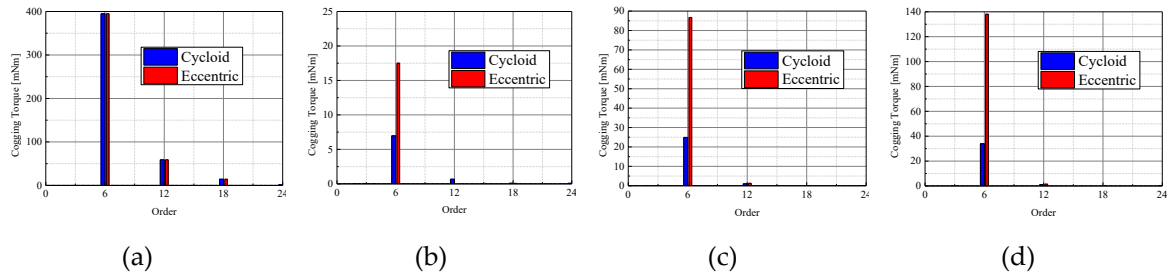 400
300
200
100
0
Cogging Torque [mNm]
Cycloid
Eccentric
0 6 12 18 24
Order
(a)
25
20
15
10
5
0
Cogging Torque [mNm]
Cycloid
Eccentric
0 6 12 18 24
Order
(b)
90
80
70
60
50
40
30
20
10
0
Cogging Torque [mNm]
Cycloid
Eccentric
0 6 12 18 24
Order
(c)
140
120
100
80
60
40
20
0
Cogging Torque [mNm]
Cycloid
Eccentric
0 6 12 18 24
Order
(d)